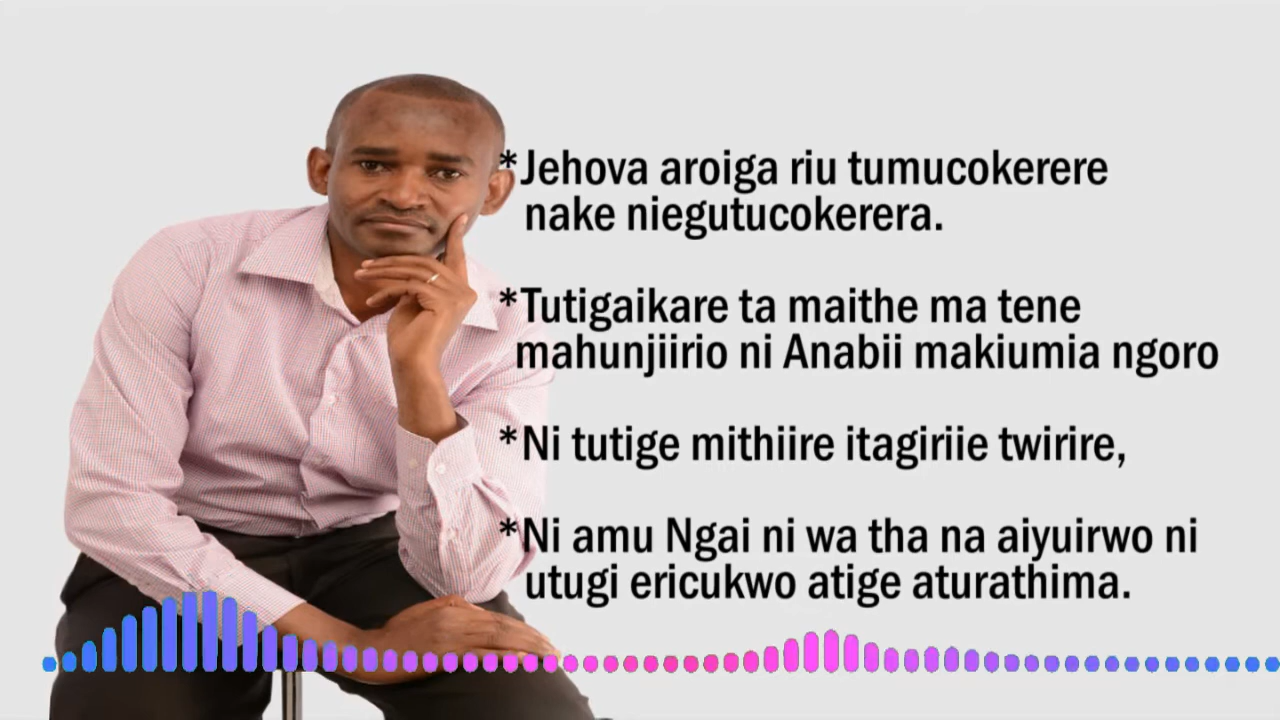 *Jehova aroiga riu tumucokerere
nake niegutucokerera.
*Tutigaikare ta maithe ma tene
mahunjiirio ni Anabii makiumia ngoro
*Ni tutige mithiire itagiriie twirire,
*Ni amu Ngai ni wa tha na aiyuirwo ni
utugi ericukwo atige aturathima.